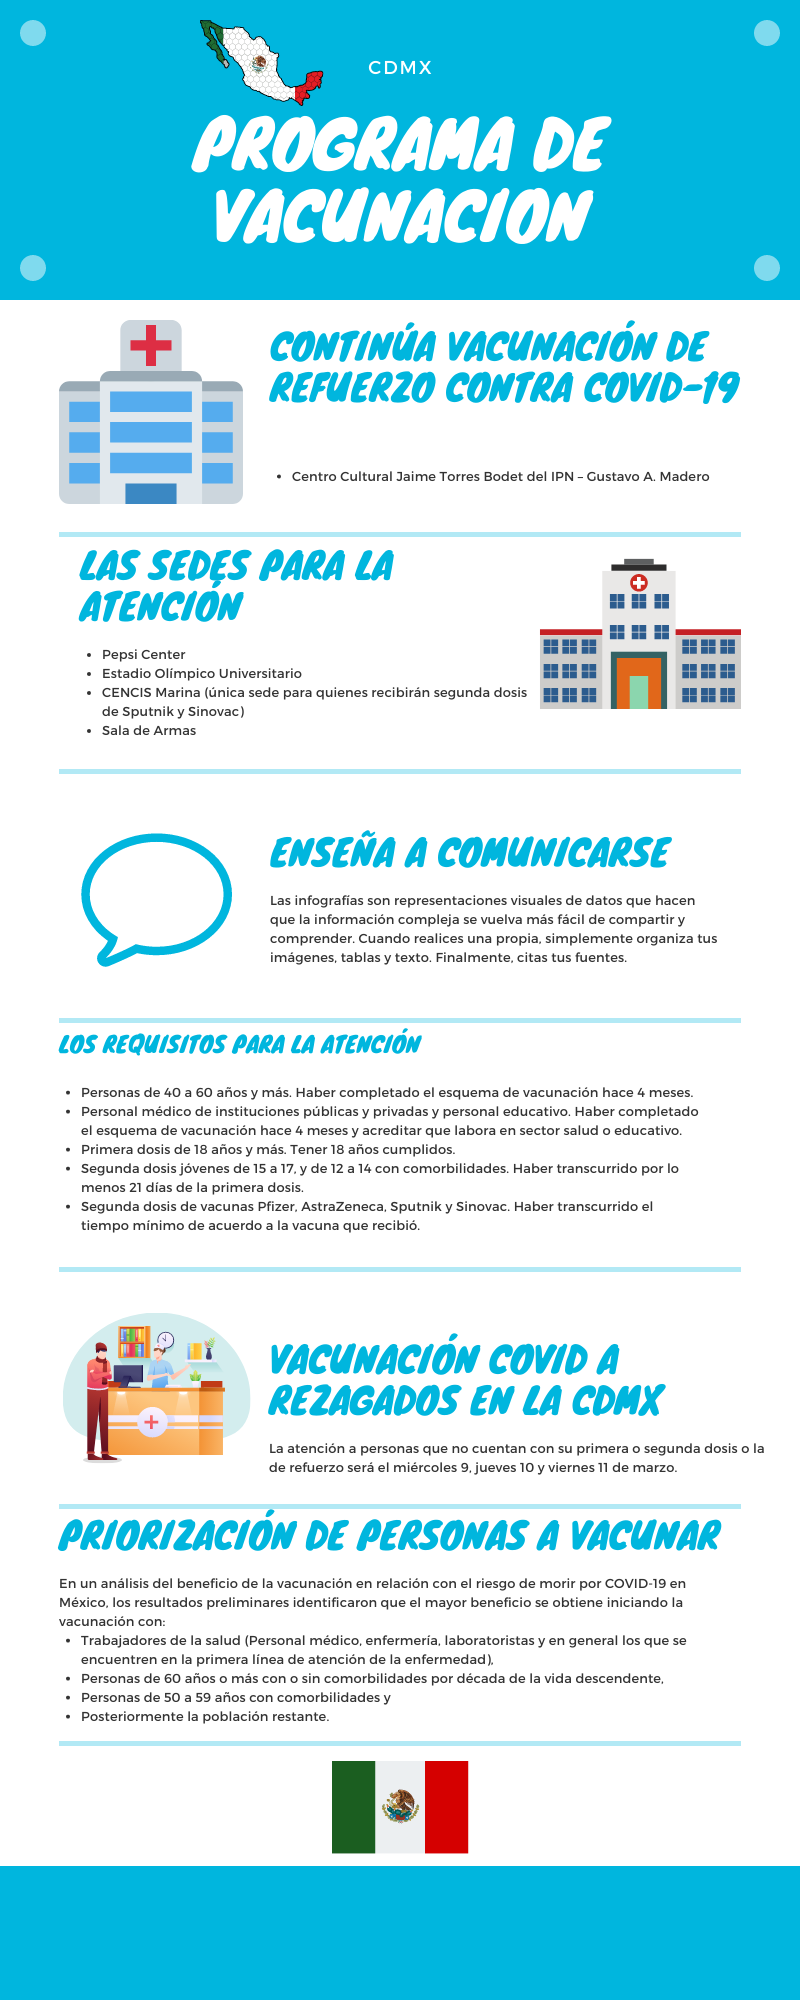 CDMX
PROGRAMA DE
VACUNACION
CONTINÚA VACUNACIÓN DE
REFUERZO CONTRA COVID-19
• Centro Cultural Jaime Torres Bodet del IPN – Gustavo A. Madero
LAS SEDES PARA LA
ATENCIÓN
• Pepsi Center
• Estadio Olímpico Universitario
• CENCIS Marina (única sede para quienes recibirán segunda dosis
de Sputnik y Sinovac)
• Sala de Armas
ENSEÑA A COMUNICARSE
Las infografías son representaciones visuales de datos que hacen
que la información compleja se vuelva más fácil de compartir y
comprender. Cuando realices una propia, simplemente organiza tus
imágenes, tablas y texto. Finalmente, citas tus fuentes.
LOS REQUISITOS PARA LA ATENCIÓN
• Personas de 40 a 60 años y más. Haber completado el esquema de vacunación hace 4 meses.
• Personal médico de instituciones públicas y privadas y personal educativo. Haber completado
el esquema de vacunación hace 4 meses y acreditar que labora en sector salud o educativo.
• Primera dosis de 18 años y más. Tener 18 años cumplidos.
• Segunda dosis jóvenes de 15 a 17, y de 12 a 14 con comorbilidades. Haber transcurrido por lo
menos 21 días de la primera dosis.
• Segunda dosis de vacunas Pfizer, AstraZeneca, Sputnik y Sinovac. Haber transcurrido el
tiempo mínimo de acuerdo a la vacuna que recibió.
VACUNACIÓN COVID A
REZAGADOS EN LA CDMX
La atención a personas que no cuentan con su primera o segunda dosis o la
de refuerzo será el miércoles 9, jueves 10 y viernes 11 de marzo.
PRIORIZACIÓN DE PERSONAS A VACUNAR
En un análisis del beneficio de la vacunación en relación con el riesgo de morir por COVID-19 en
México, los resultados preliminares identificaron que el mayor beneficio se obtiene iniciando la
vacunación con:
• Trabajadores de la salud (Personal médico, enfermería, laboratoristas y en general los que se
encuentren en la primera línea de atención de la enfermedad),
• Personas de 60 años o más con o sin comorbilidades por década de la vida descendente,
• Personas de 50 a 59 años con comorbilidades y
• Posteriormente la población restante.